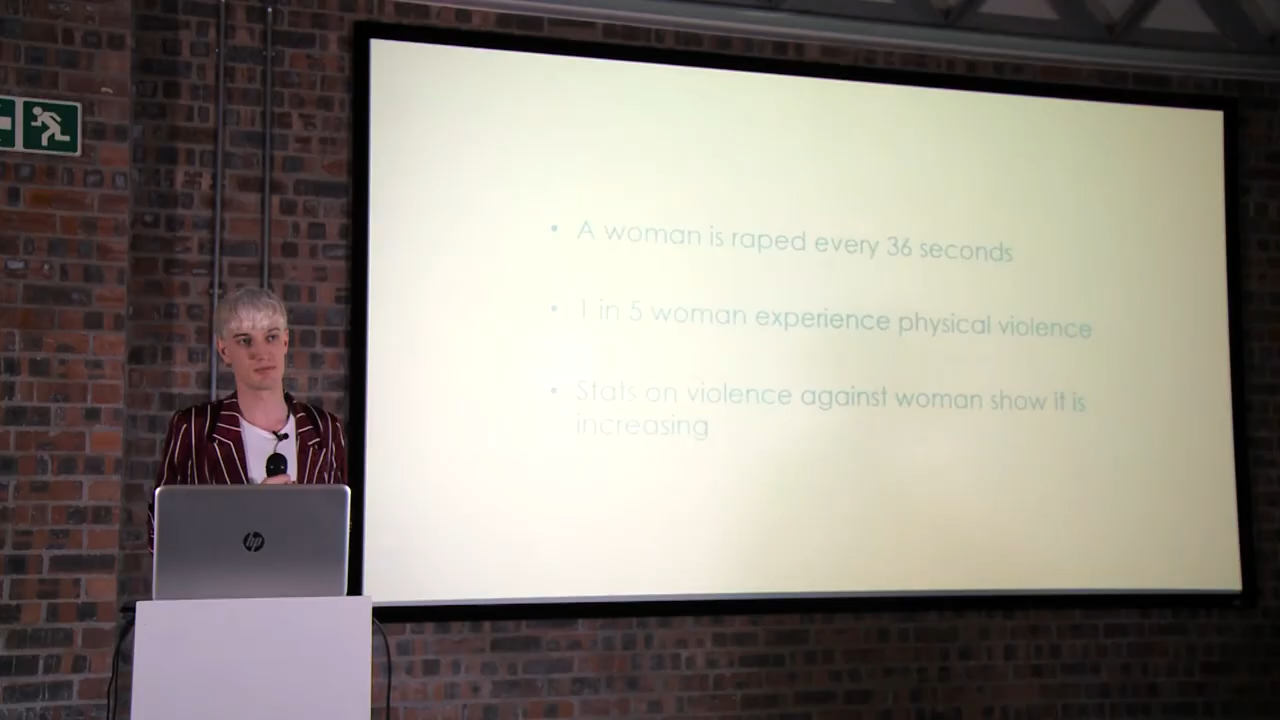 • A woman is raped every 36 seconds
• 1 in 5 woman experience physical violence
• Stats on violence against woman show it is
increasing
hp